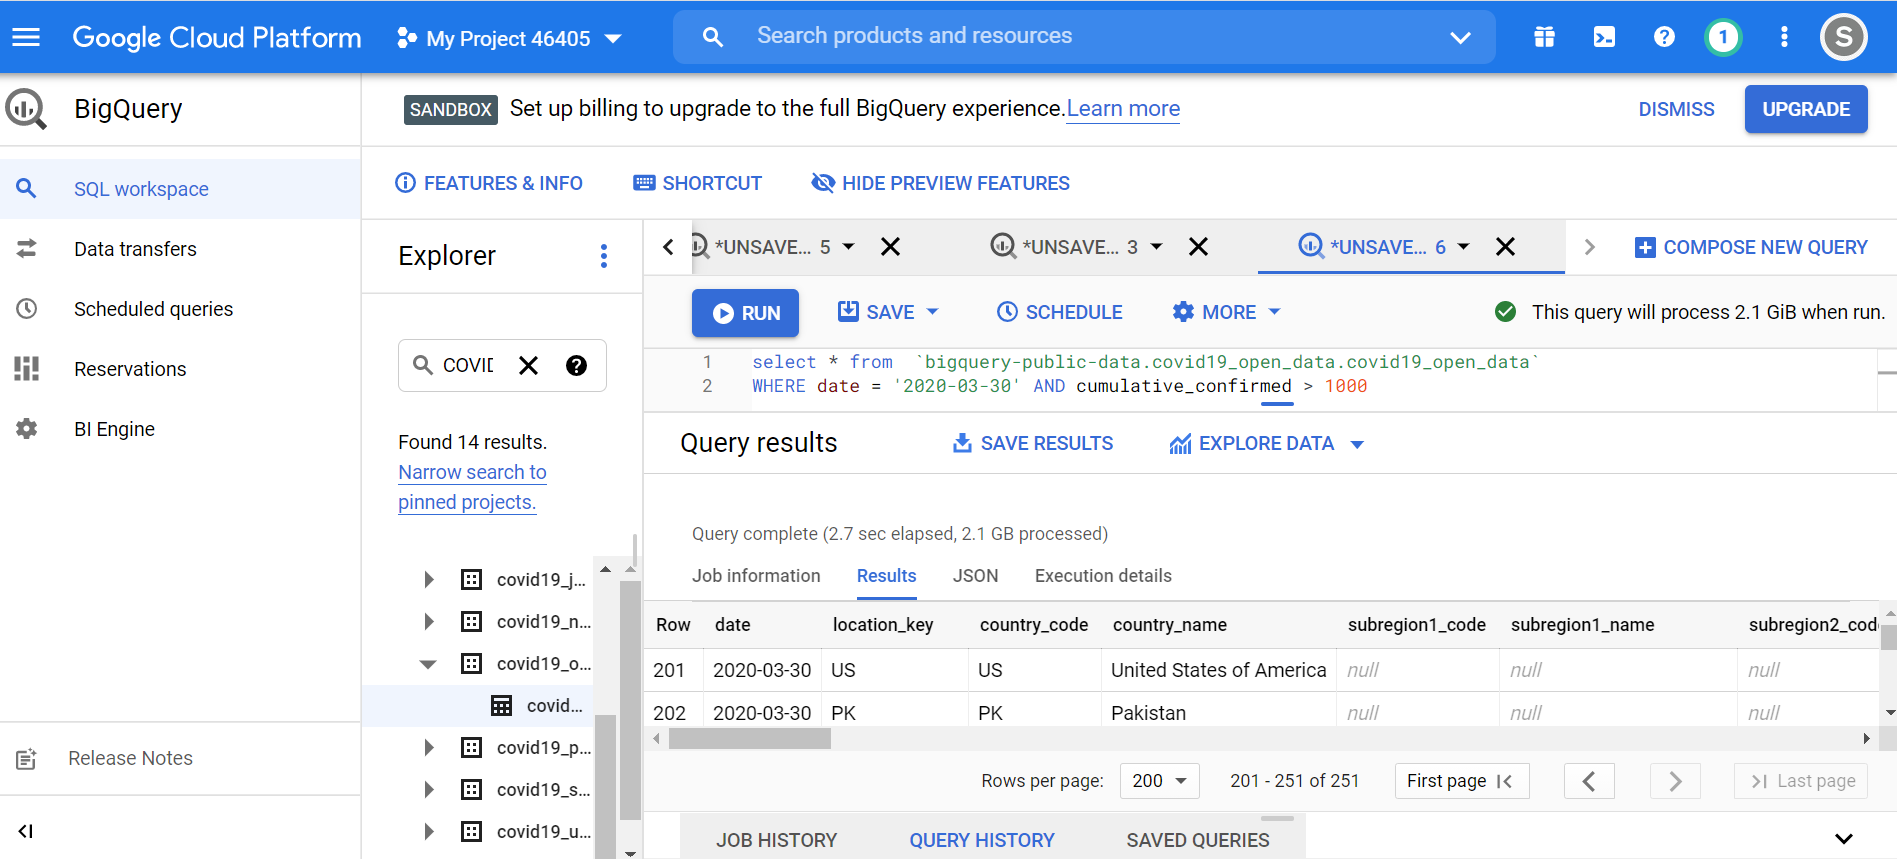 Google Cloud Platform
My Project 46405
Search products and resources
1
S
BigQuery
SANDBOX Set up billing to upgrade to the full BigQuery experience.Learn more
DISMISS
UPGRADE
SQL workspace
Data transfers
Scheduled queries
Reservations
BI Engine
Release Notes
FEATURES & INFO
SHORTCUT
HIDE PREVIEW FEATURES
Explorer
COVID
Found 14 results.
Narrow search to
pinned projects.
covid19_j...
covid19_n...
covid19_o...
covid...
covid19_p...
covid19_s...
covid19_u...
*UNSAVE... 5
*UNSAVE... 3
*UNSAVE... 6
COMPOSE NEW QUERY
RUN
SAVE
SCHEDULE
MORE
This query will process 2.1 GiB when run.
1 select * from `bigquery-public-data.covid19_open_data.covid19_open_data`
2 WHERE date = '2020-03-30' AND cumulative_confirmed > 1000
Query results
SAVE RESULTS
EXPLORE DATA
Query complete (2.7 sec elapsed, 2.1 GB processed)
Job information Results JSON Execution details
Row date location_key country_code country_name subregion1_code subregion1_name subregion2_cod
201 2020-03-30 US US United States of America null null null
202 2020-03-30 PK PK Pakistan null null null
Rows per page: 200 201 - 251 of 251 First page Last page
JOB HISTORY QUERY HISTORY SAVED QUERIES